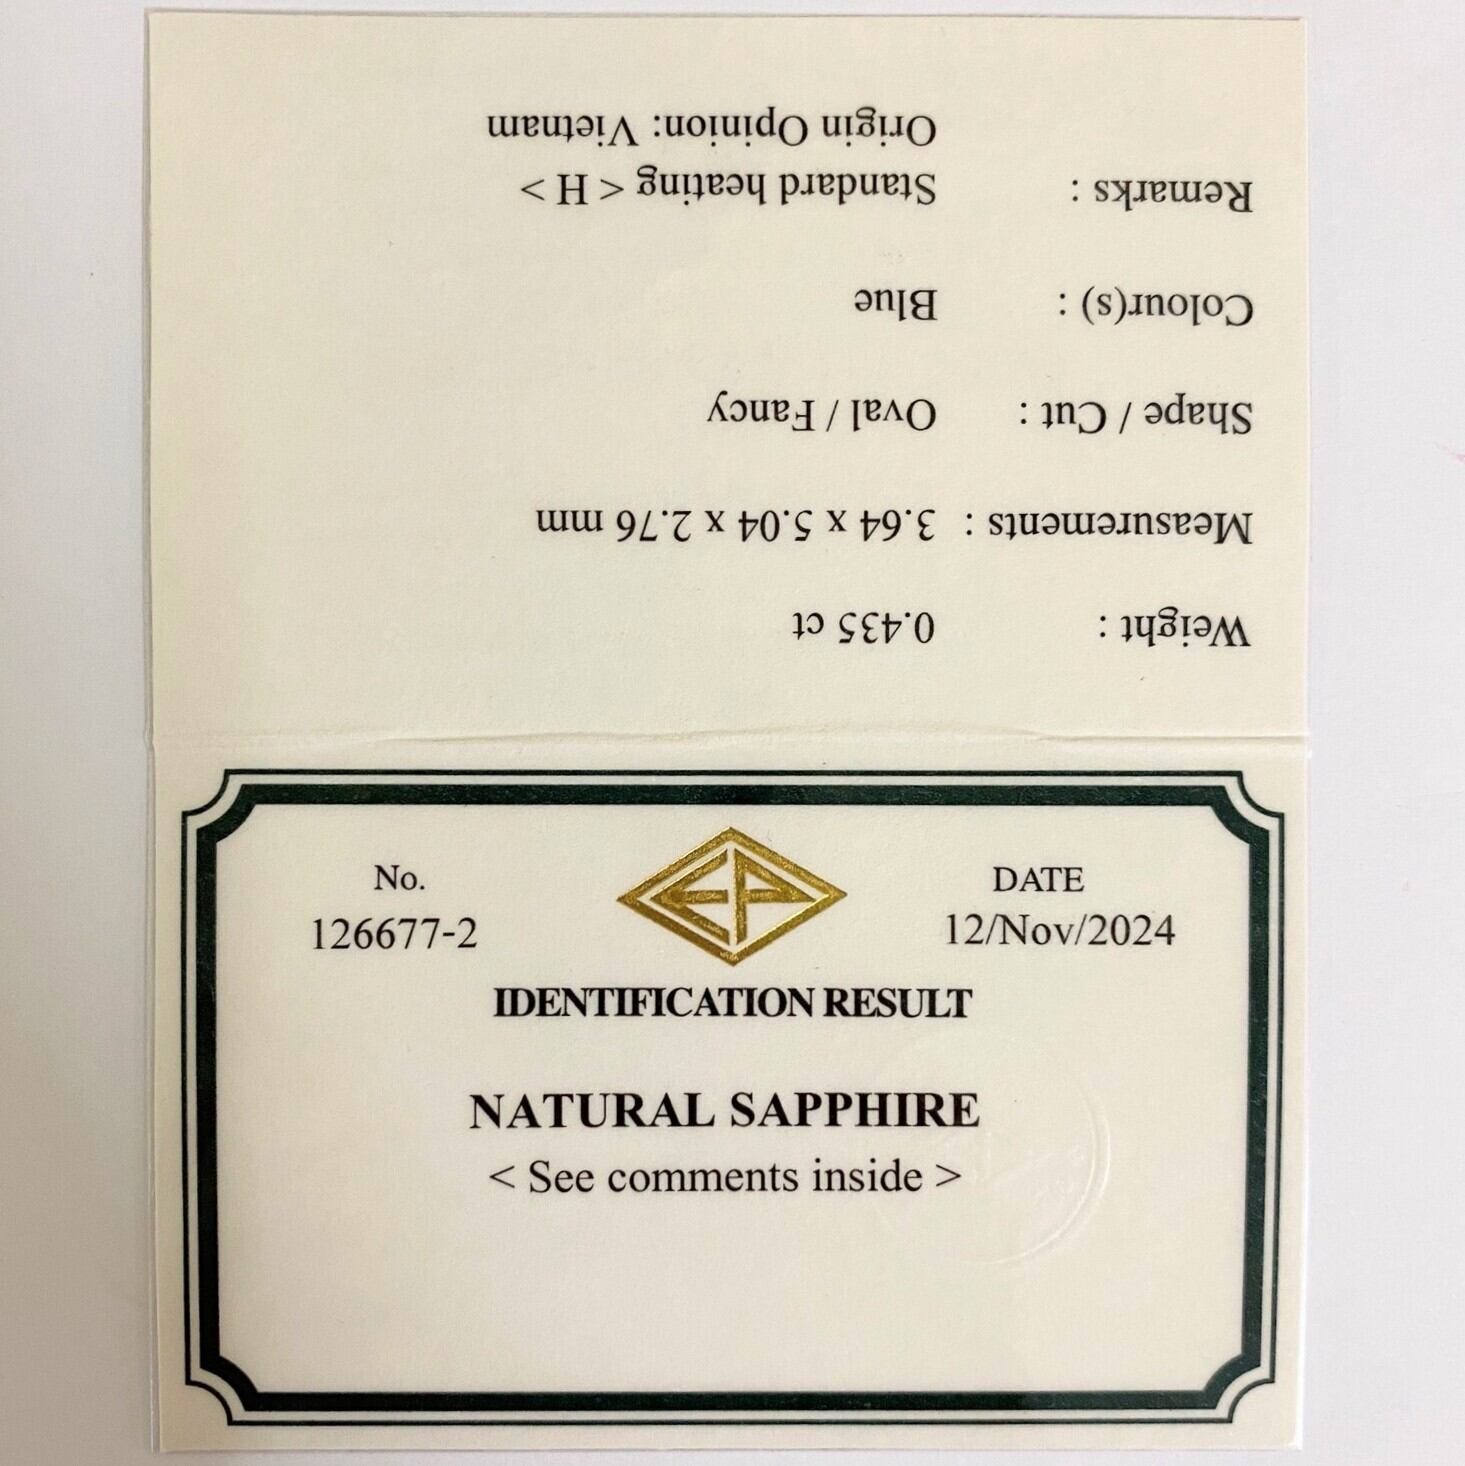 No.
126677-2
EP
DATE
12/Nov/2024
IDENTIFICATION RESULT
NATURAL SAPPHIRE
< See comments inside >
Weight : 0.435 ct
Measurements : 3.64 x 5.04 x 2.76 mm
Shape / Cut : Oval / Fancy
Colour(s) : Blue
Remarks : Standard heating < H >
Origin Opinion: Vietnam